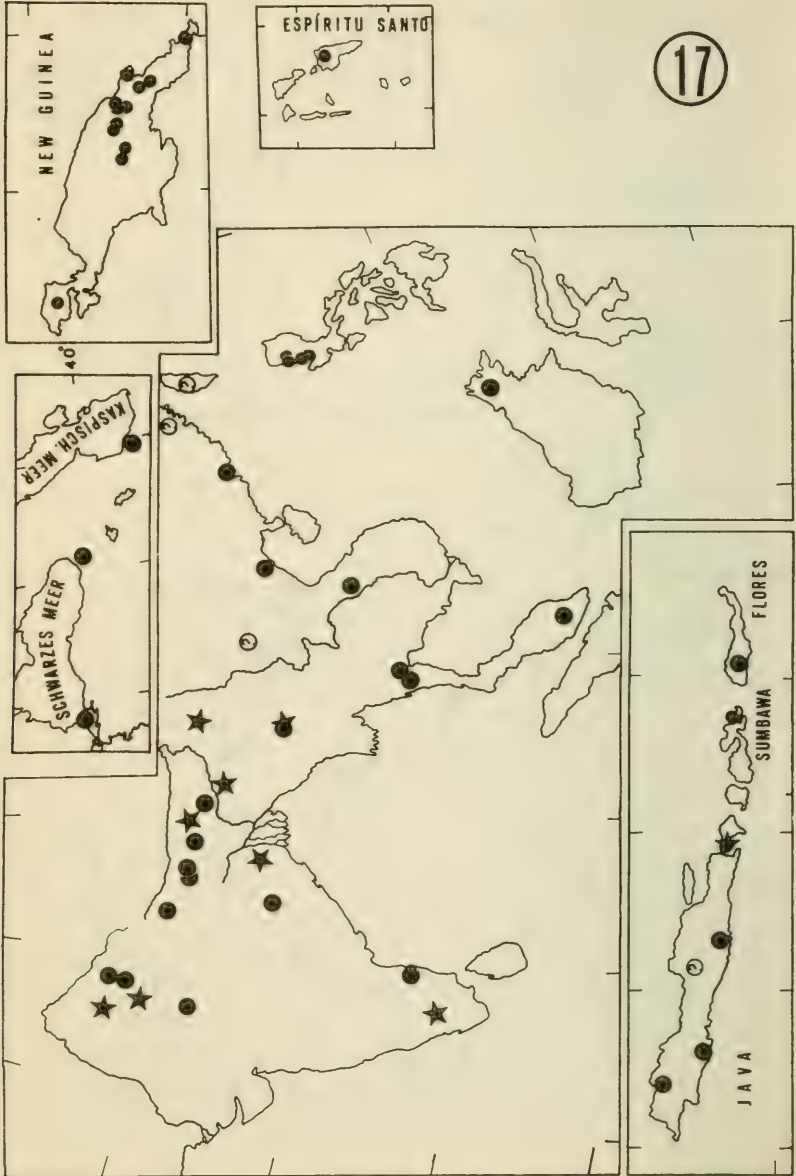 17
ESPÍRITU SANTO
NEW GUINEA
40°
KASPISCH. MEER
SCHWARZES MEER
FLORES
SUMBAWA
JAVA